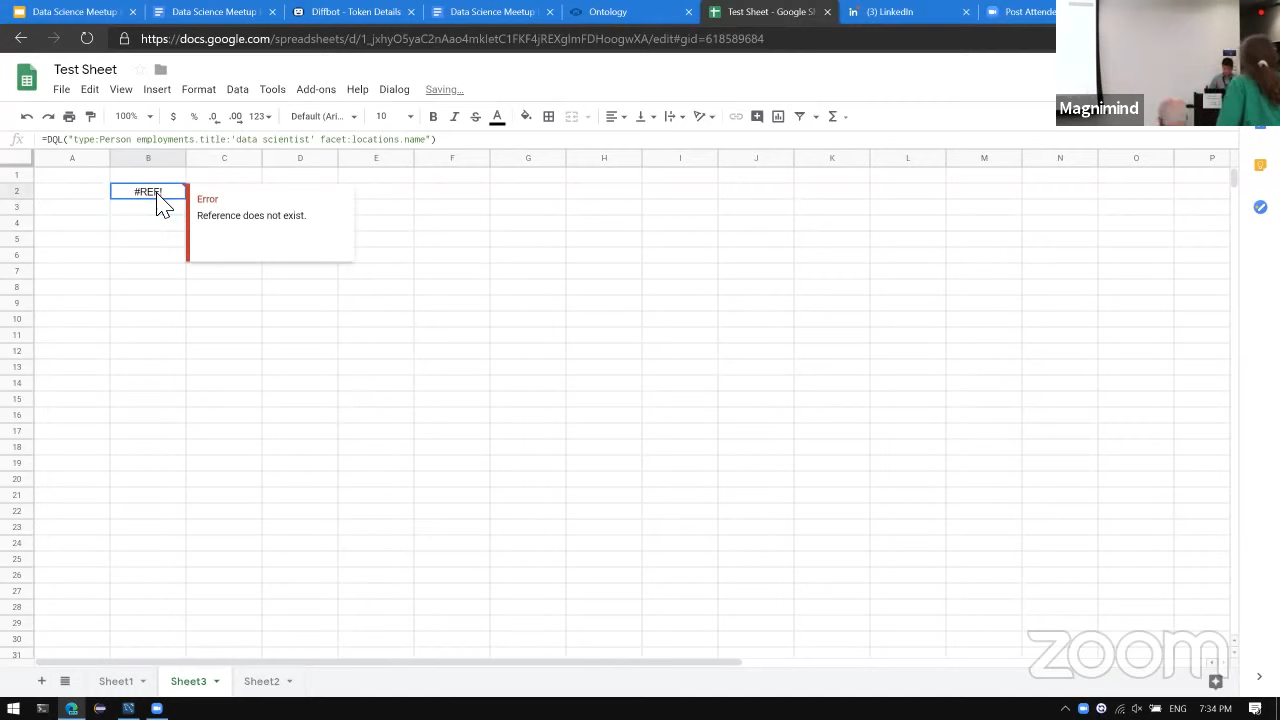 Data Science Meetup
Data Science Meetup
Diffbot - Token Details
Data Science Meetup
Ontology
Test Sheet - Google S
(3) LinkedIn
Post Attende
https://docs.google.com/spreadsheets/d/1_jxhyO5yaC2nAao4mkletC1FKF4jREXglmFDHoogwXA/edit#gid=618589684
Magnimind
Test Sheet
File Edit View Insert Format Data Tools Add-ons Help Dialog Saving...
100% $ % .0 .00 123 Default (Ari... 10 B I S A Σ
fx =DQL("type:Person employments.title:'data scientist' facet:locations.name")
A B C D E F G H I J K L M N O P
1
2 #REF!
Error
Reference does not exist.
3
4
5
6
7
8
9
10
11
12
13
14
15
16
17
18
19
20
21
22
23
24
25
26
27
28
29
30
31
zoom
Sheet1 Sheet3 Sheet2
ENG 7:34 PM